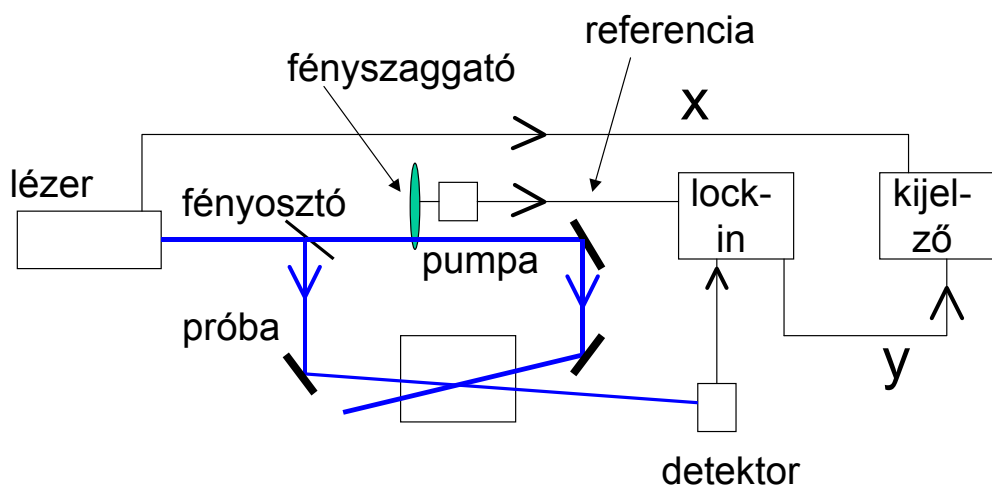 referencia
fényszaggató
x
lézer
fényosztó
lock-
in
kijel-
ző
pumpa
próba
y
detektor